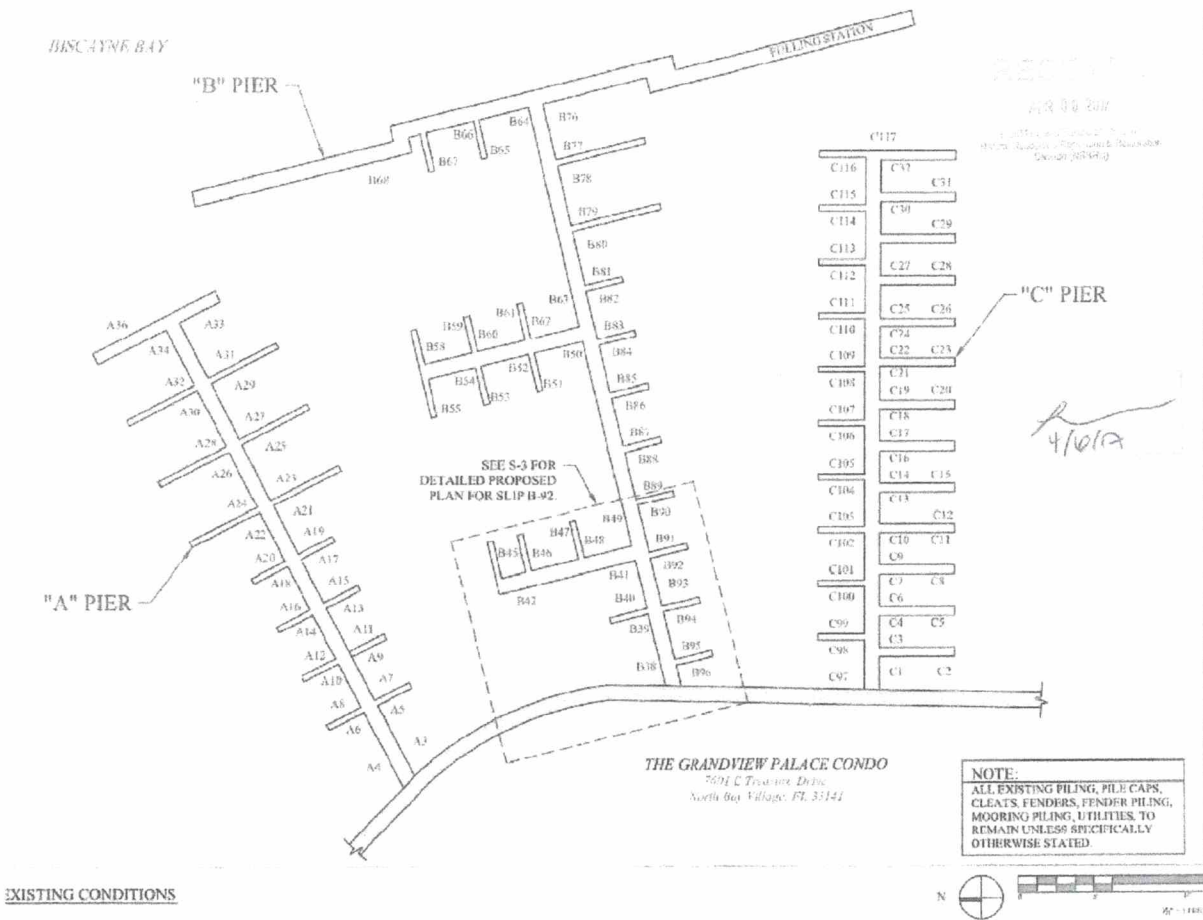 BISCAYNE BAY
"B" PIER
FUELING STATION
B64
B76
B66
B65
B67
B68
B77
B78
B79
B80
B81
B82
B63
B83
B84
B61
B62
B59
B60
B58
B50
B52
B51
B54
B53
B55
B85
B86
B87
B88
B89
B90
B49
B91
B92
B93
B94
B95
B96
B47
B48
B45
B46
B42
B41
B40
B39
B38
SEE S-3 FOR
DETAILED PROPOSED
PLAN FOR SLIP B-92.
A36
A33
A34
A31
A32
A29
A30
A27
A28
A25
A26
A23
A24
A21
A22
A19
A20
A17
A18
A15
A16
A13
A14
A11
A12
A9
A10
A7
A8
A5
A6
A3
A4
"A" PIER
C117
C116
C37
C31
C115
C30
C114
C29
C113
C27 C28
C112
C111
C25 C26
C110
C24
C109
C22 C23
C21
C108
C19 C20
C107
C18
C106
C17
C105
C16
C14 C15
C104
C13
C103
C12
C102
C10 C11
C9
C101
C7 C8
C100
C6
C99
C4 C5
C3
C98
C97
C1 C2
"C" PIER
4/6/17
THE GRANDVIEW PALACE CONDO
7601 E Treasure Drive
North Bay Village, FL 33141
NOTE:
ALL EXISTING PILING, PILE CAPS,
CLEATS, FENDERS, FENDER PILING,
MOORING PILING, UTILITIES, TO
REMAIN UNLESS SPECIFICALLY
OTHERWISE STATED.
EXISTING CONDITIONS
N